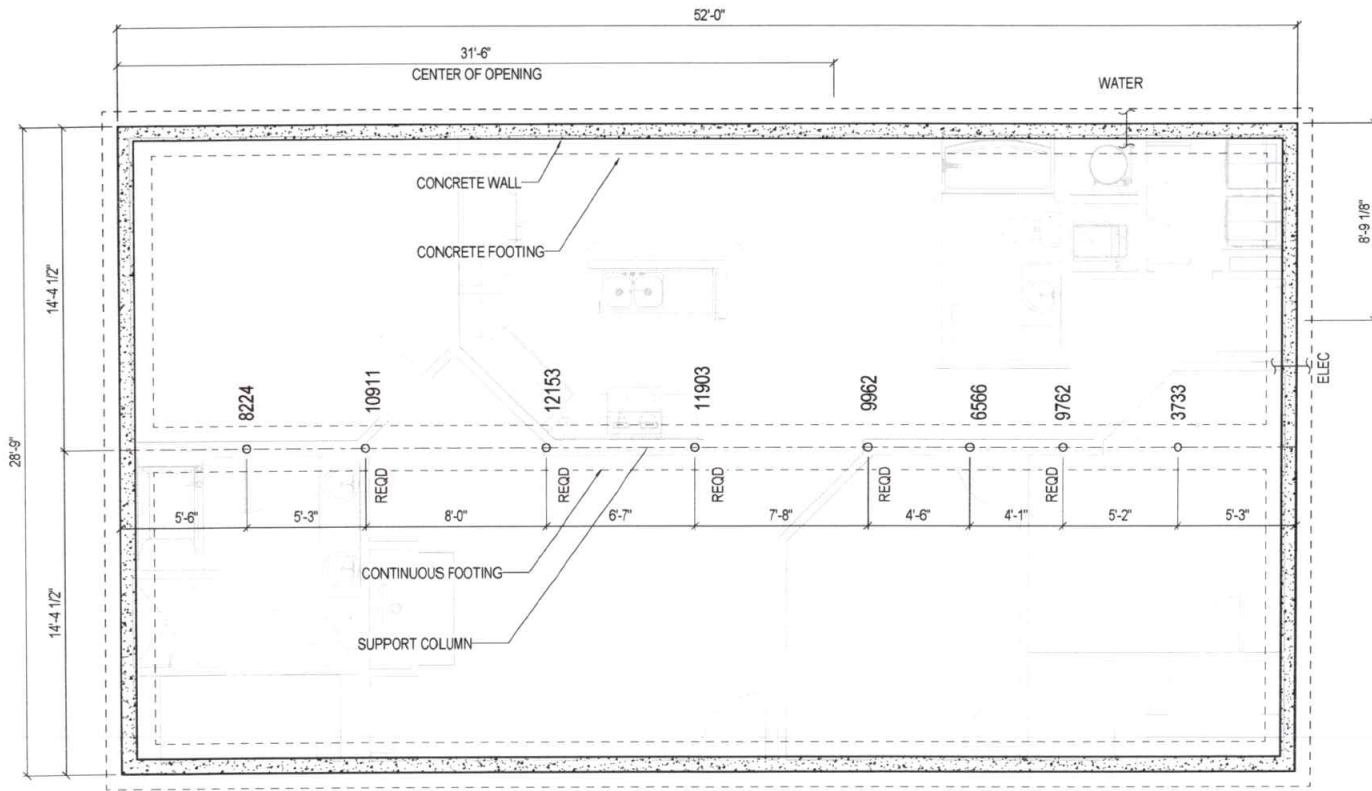 52'-0"
31'-6"
CENTER OF OPENING
WATER
CONCRETE WALL
CONCRETE FOOTING
8'-9 1/8"
14'-4 1/2"
28'-9"
ELEC
8224
10911
12153
11903
9962
6566
9762
3733
REQD
REQD
REQD
REQD
REQD
5'-6"
5'-3"
8'-0"
6'-7"
7'-8"
4'-6"
4'-1"
5'-2"
5'-3"
CONTINUOUS FOOTING
14'-4 1/2"
SUPPORT COLUMN